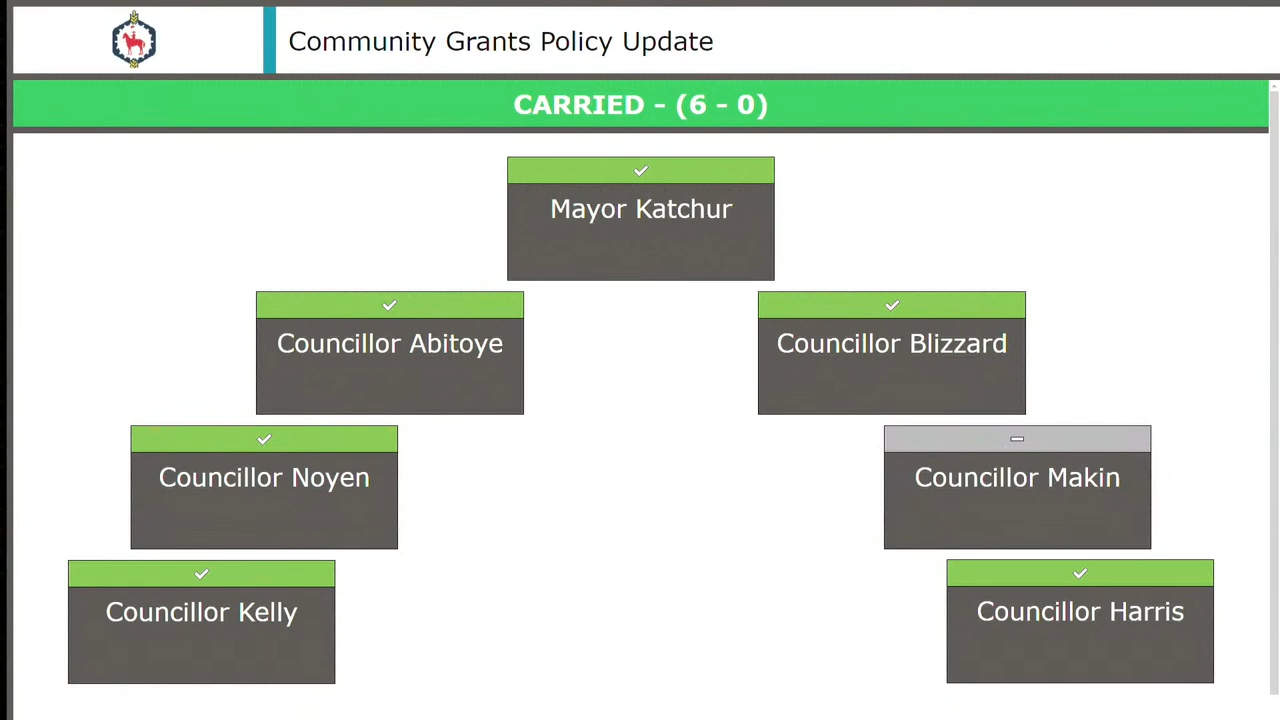 Community Grants Policy Update
CARRIED - (6 - 0)
Mayor Katchur
Councillor Abitoye
Councillor Blizzard
Councillor Noyen
Councillor Makin
Councillor Kelly
Councillor Harris